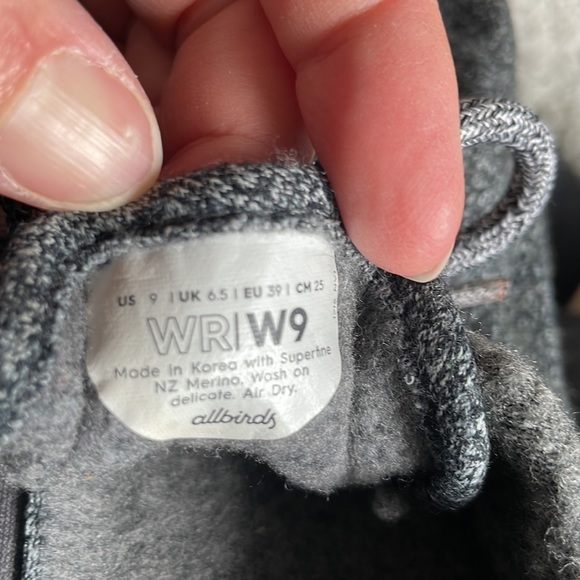 US 9 | UK 6.5 | EU 39 | CM 25
WR|W9
Made in Korea with Superfine
NZ Merino. Wash on
delicate. Air Dry.
allbirds